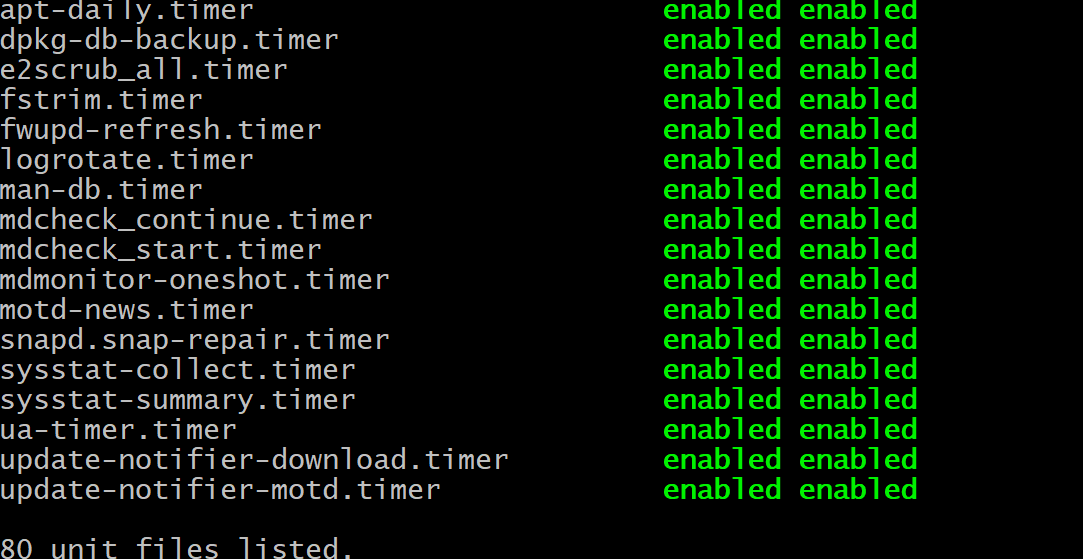 apt-daily.timer enabled enabled
dpkg-db-backup.timer enabled enabled
e2scrub_all.timer enabled enabled
fstrim.timer enabled enabled
fwupd-refresh.timer enabled enabled
logrotate.timer enabled enabled
man-db.timer enabled enabled
mdcheck_continue.timer enabled enabled
mdcheck_start.timer enabled enabled
mdmonitor-oneshot.timer enabled enabled
motd-news.timer enabled enabled
snapd.snap-repair.timer enabled enabled
sysstat-collect.timer enabled enabled
sysstat-summary.timer enabled enabled
ua-timer.timer enabled enabled
update-notifier-download.timer enabled enabled
update-notifier-motd.timer enabled enabled
80 unit files listed.